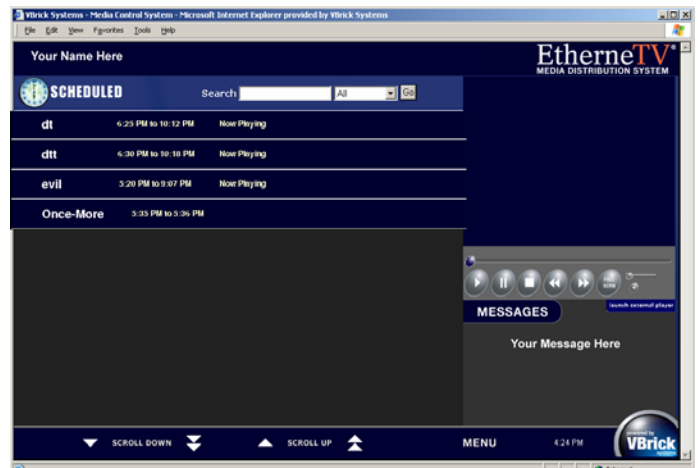 VBrick Systems - Media Control System - Microsoft Internet Explorer provided by VBrick Systems
File Edit View Favorites Tools Help
Your Name Here
EtherneTV®
MEDIA DISTRIBUTION SYSTEM
SCHEDULED Search All Go
dt 6:25 PM to 10:12 PM Now Playing
dtt 6:30 PM to 10:18 PM Now Playing
evil 5:20 PM to 9:07 PM Now Playing
Once-More 5:35 PM to 5:36 PM
launch external player
MESSAGES
Your Message Here
SCROLL DOWN SCROLL UP MENU 4:24 PM
powered by
VBrick